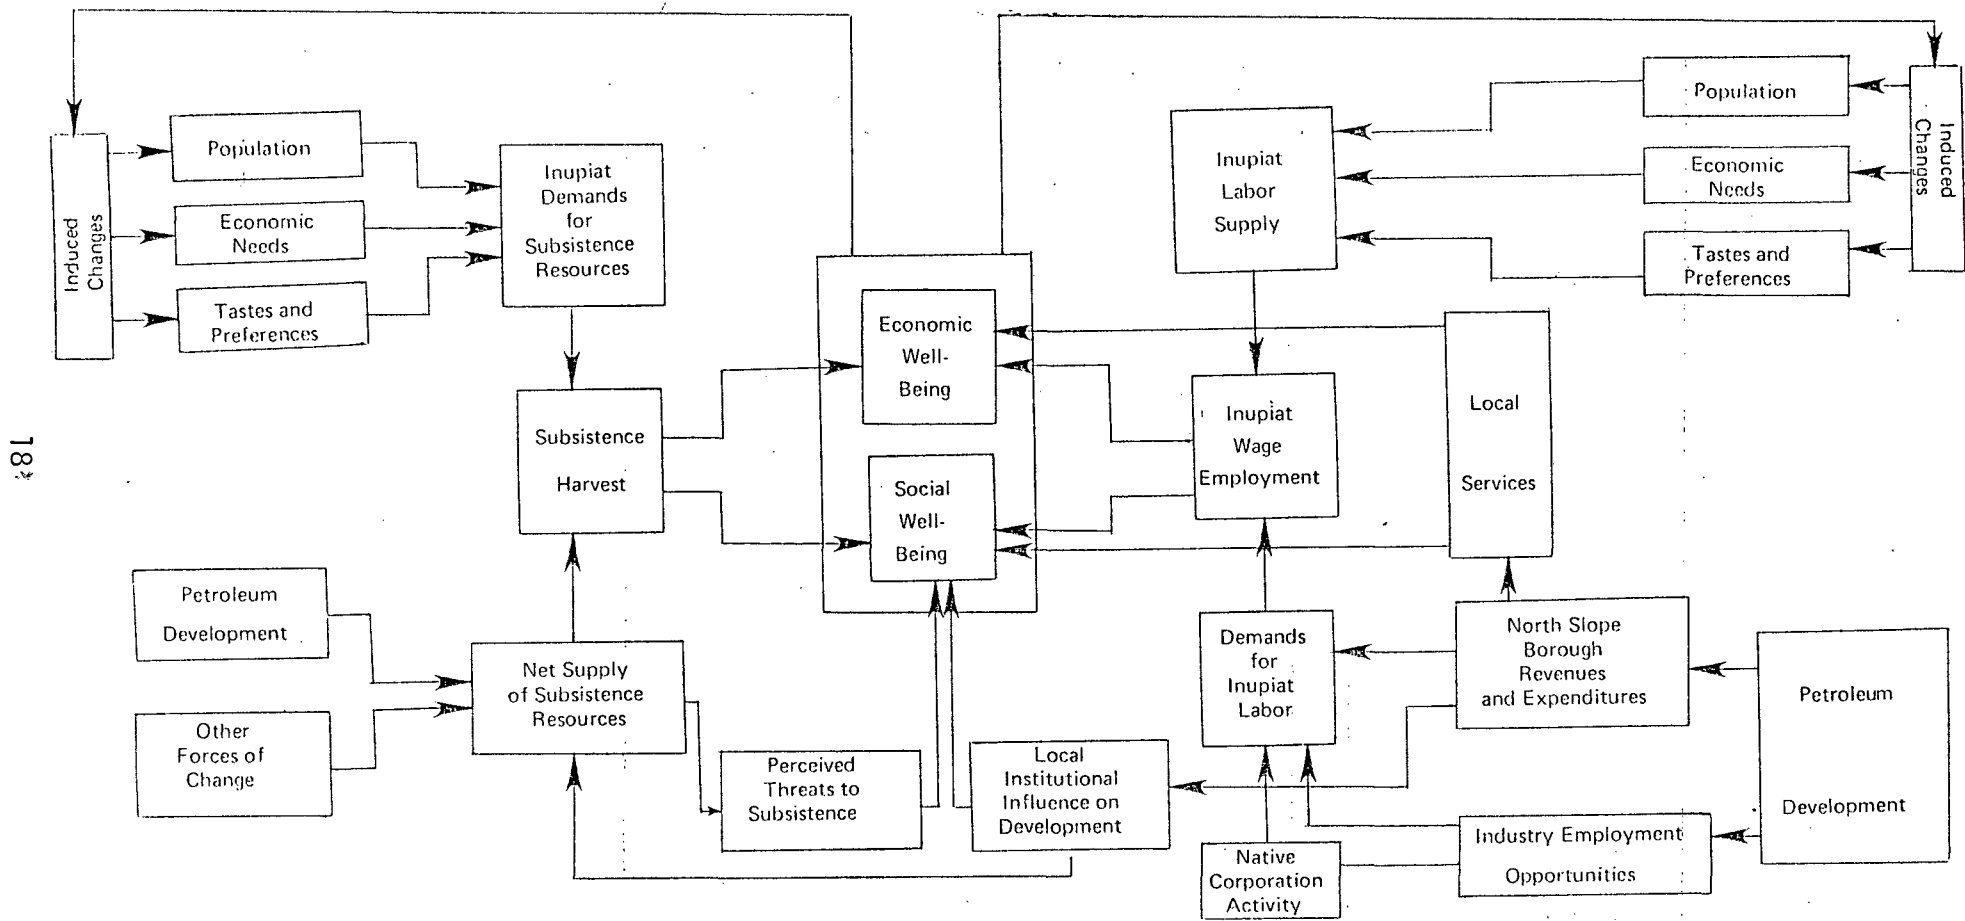 Induced
Changes
Population
Economic
Needs
Tastes and
Preferences
Inupiat
Demands
for
Subsistence
Resources
Subsistence
Harvest
Petroleum
Development
Other
Forces of
Change
Net Supply
of Subsistence
Resources
Perceived
Threats to
Subsistence
Economic
Well-
Being
Social
Well-
Being
Local
Institutional
Influence on
Development
Inupiat
Labor
Supply
Inupiat
Wage
Employment
Demands
for
Inupiat
Labor
Native
Corporation
Activity
Population
Economic
Needs
Tastes and
Preferences
Induced
Changes
Local
Services
North Slope
Borough
Revenues
and Expenditures
Industry Employment
Opportunities
Petroleum
Development
18*